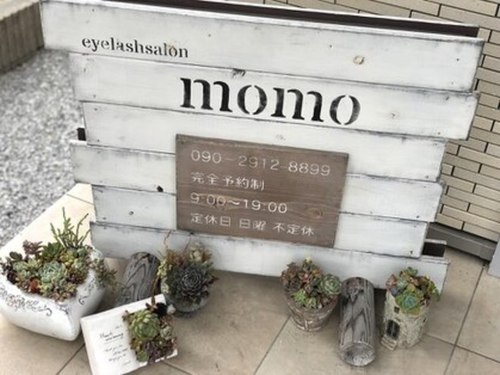 eyelashsalon
momo
090-2912-8899
完全予約制
9:00~19:00
定休日 日曜 不定休